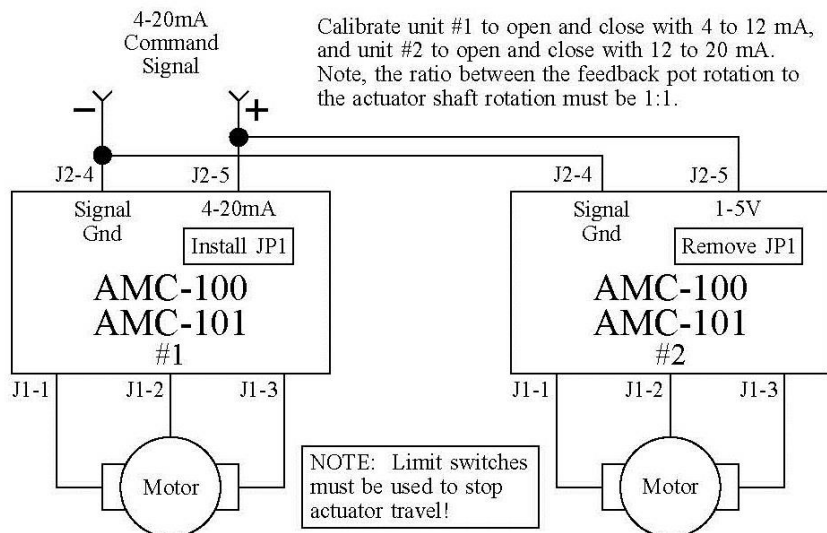 4-20mA
Command
Signal
Calibrate unit #1 to open and close with 4 to 12 mA,
and unit #2 to open and close with 12 to 20 mA.
Note, the ratio between the feedback pot rotation to
the actuator shaft rotation must be 1:1.
− +
J2-4 J2-5
Signal
Gnd
4-20mA
Install JP1
AMC-100
AMC-101
#1
J1-1 J1-2 J1-3
Motor
J2-4 J2-5
Signal
Gnd
1-5V
Remove JP1
AMC-100
AMC-101
#2
J1-1 J1-2 J1-3
Motor
NOTE: Limit switches
must be used to stop
actuator travel!